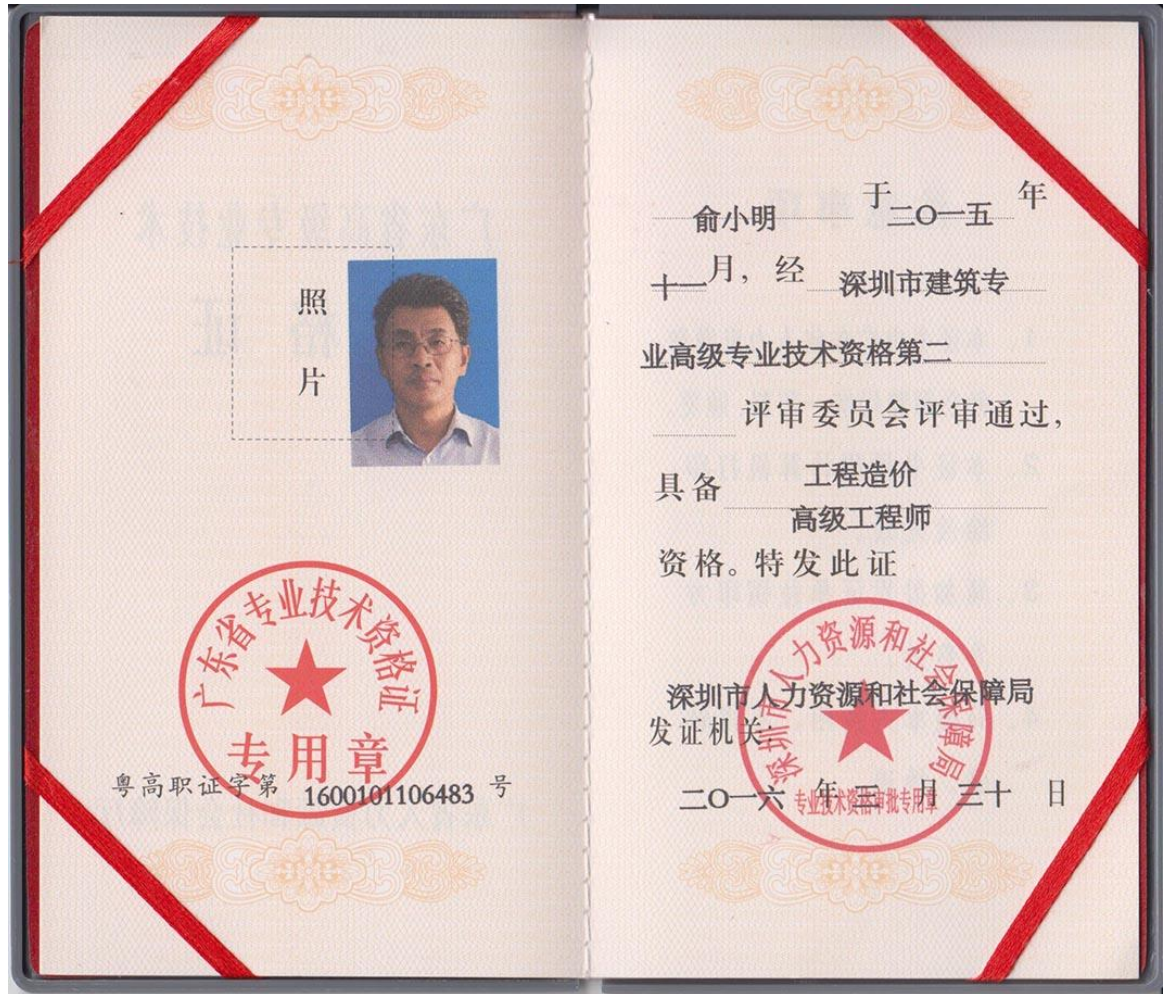 照
片
广东省专业技术资格证
专用章
粤高职证字第 1600101106483 号
俞小明 于二〇一五 年
十一月，经 深圳市建筑专
业高级专业技术资格第二
评审委员会评审通过，
具备 工程造价
高级工程师
资格。特发此证
深圳市人力资源和社会保障局
深圳市人力资源和社会保障局
发证机关：
二〇一六 年三 月 三十 日
专业技术资格审批专用章